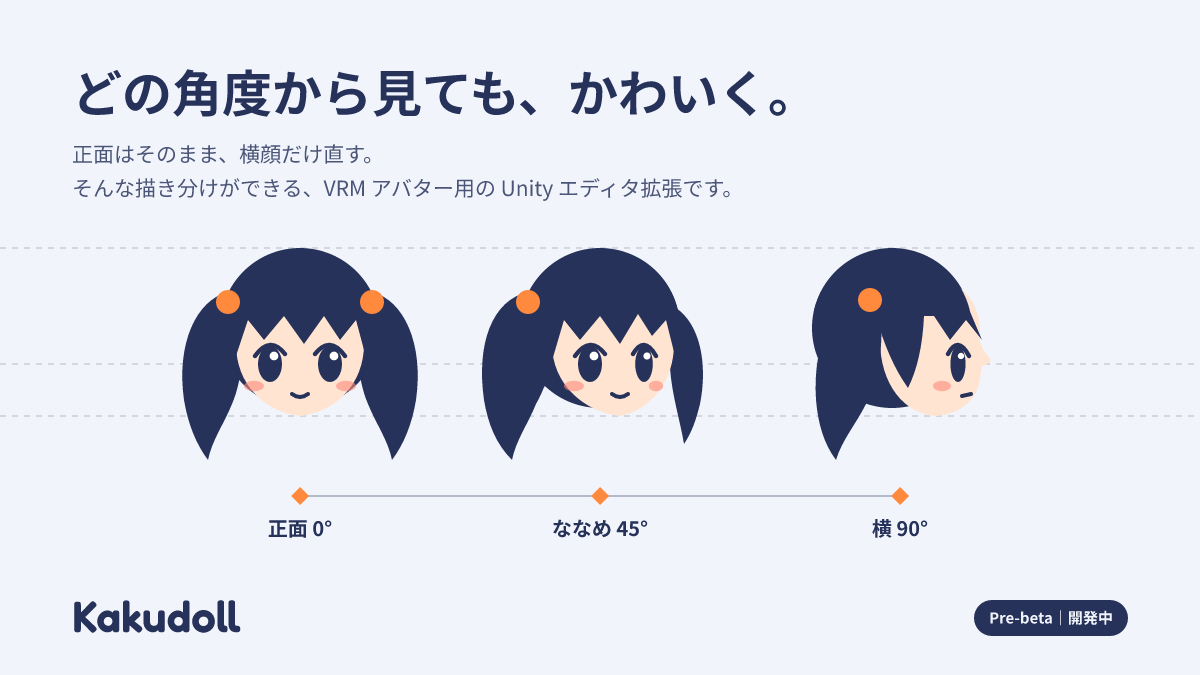 どの角度から見ても、かわいく。
正面はそのまま、横顔だけ直す。
そんな描き分けができる、VRM アバター用の Unity エディタ拡張です。
正面 0°
ななめ 45°
横 90°
Kakudoll
Pre-beta｜開発中